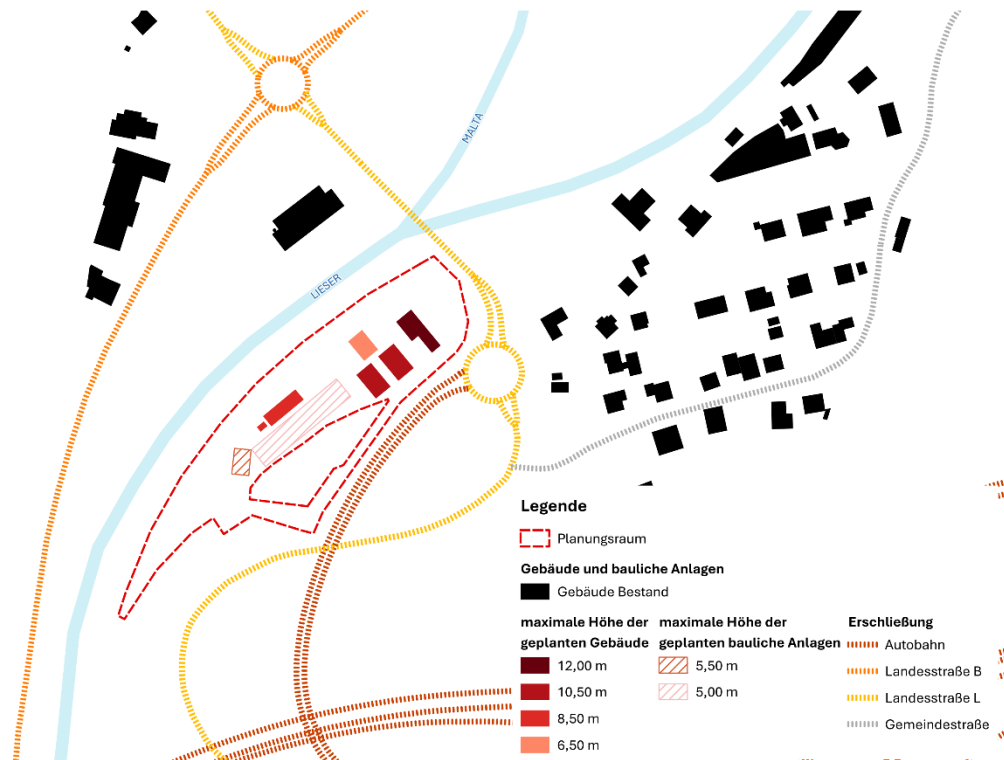 MALTA
LIESER
Legende
Planungsraum
Gebäude und bauliche Anlagen
Gebäude Bestand
maximale Höhe der
geplanten Gebäude
12,00 m
10,50 m
8,50 m
6,50 m
maximale Höhe der
geplanten bauliche Anlagen
5,50 m
5,00 m
Erschließung
Autobahn
Landesstraße B
Landesstraße L
Gemeindestraße